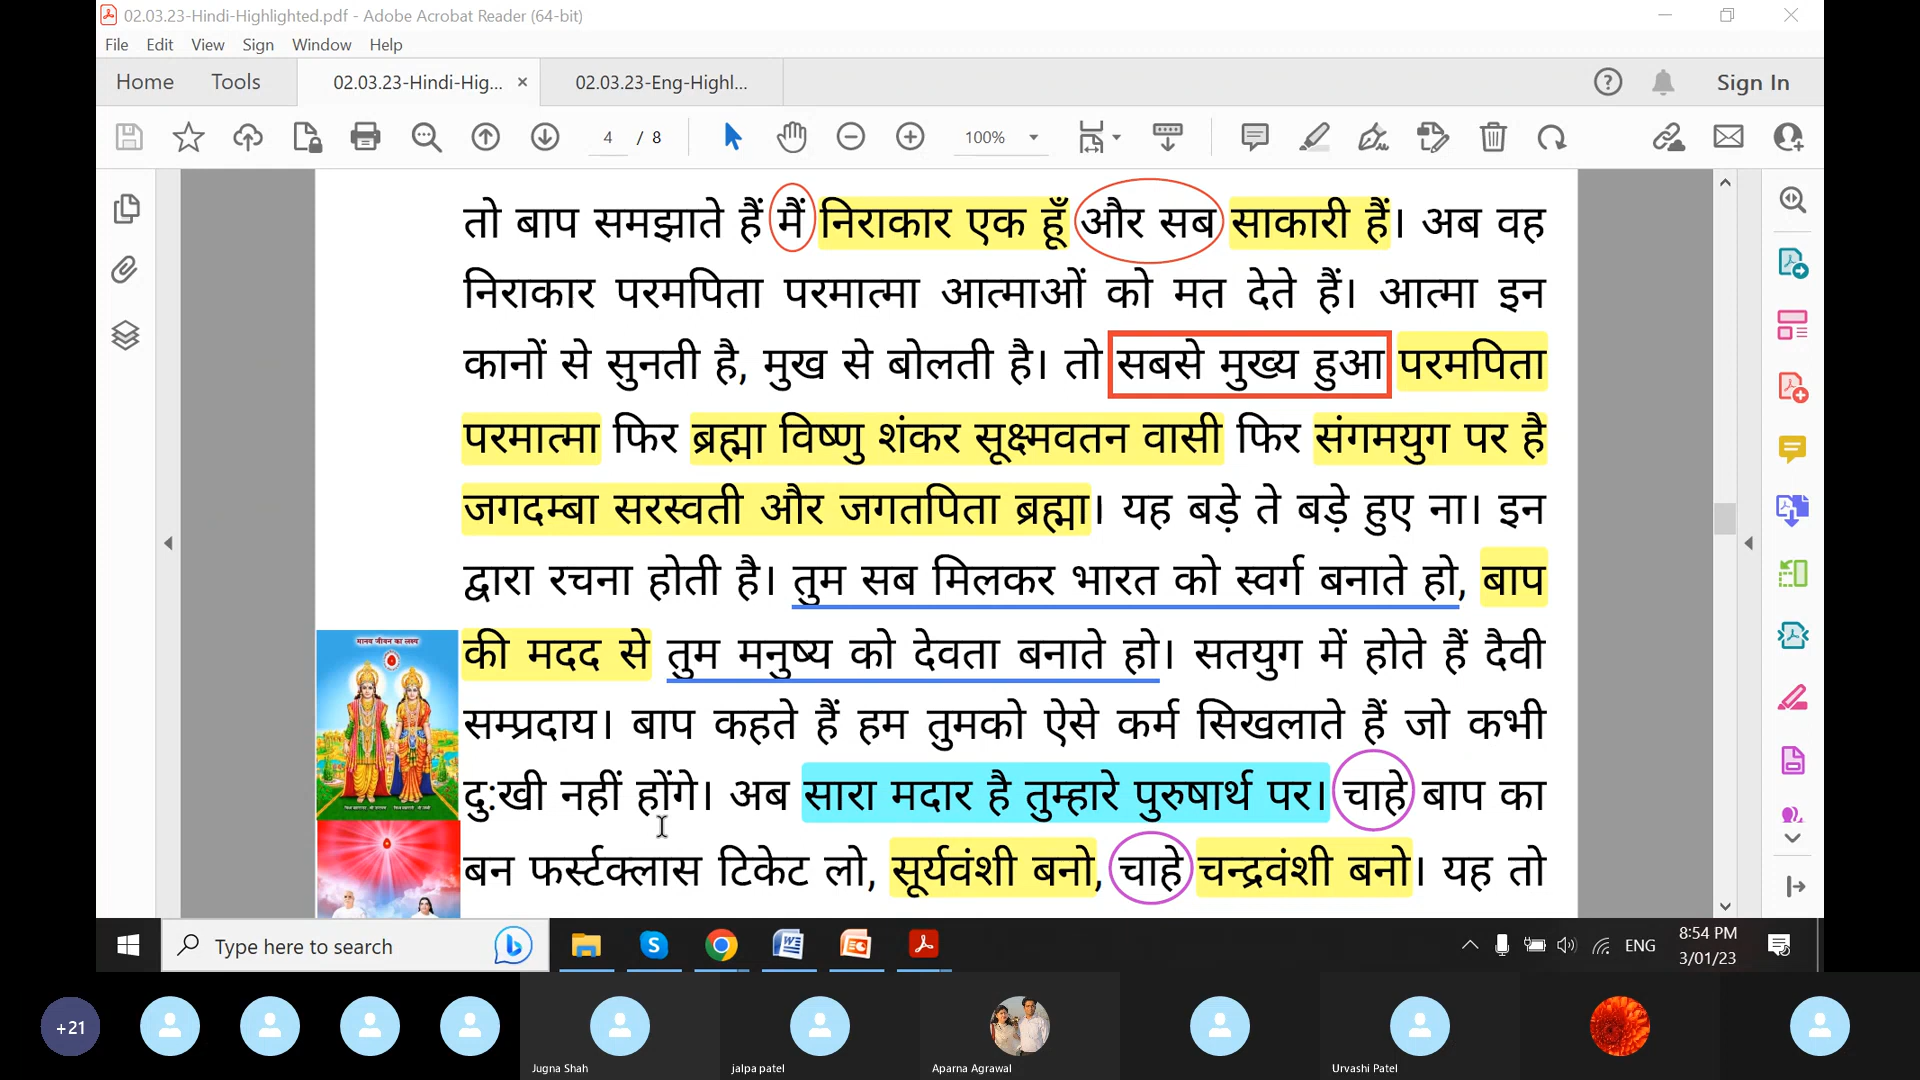 02.03.23-Hindi-Highlighted.pdf - Adobe Acrobat Reader (64-bit)
File Edit View Sign Window Help
Home Tools 02.03.23-Hindi-Hig... × 02.03.23-Eng-Highl... Sign In
4 / 8 100%
तो बाप समझाते हैं मैं निराकार एक हूँ और सब साकारी हैं। अब वह
निराकार परमपिता परमात्मा आत्माओं को मत देते हैं। आत्मा इन
कानों से सुनती है, मुख से बोलती है। तो सबसे मुख्य हुआ परमपिता
परमात्मा फिर ब्रह्मा विष्णु शंकर सूक्ष्मवतन वासी फिर संगमयुग पर है
जगदम्बा सरस्वती और जगतपिता ब्रह्मा। यह बड़े ते बड़े हुए ना। इन
द्वारा रचना होती है। तुम सब मिलकर भारत को स्वर्ग बनाते हो, बाप
की मदद से तुम मनुष्य को देवता बनाते हो। सतयुग में होते हैं दैवी
सम्प्रदाय। बाप कहते हैं हम तुमको ऐसे कर्म सिखलाते हैं जो कभी
दु:खी नहीं होंगे। अब सारा मदार है तुम्हारे पुरुषार्थ पर। चाहे बाप का
बन फर्स्टक्लास टिकेट लो, सूर्यवंशी बनो, चाहे चन्द्रवंशी बनो। यह तो
मानव जीवन का लक्ष्य
Type here to search
ENG
8:54 PM
3/01/23
+21
Jugna Shah
jalpa patel
Aparna Agrawal
Urvashi Patel